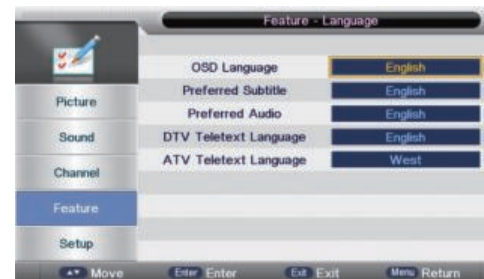 Feature - Language
OSD Language English
Preferred Subtitle English
Preferred Audio English
DTV Teletext Language English
ATV Teletext Language West
Picture
Sound
Channel
Feature
Setup
Move Enter Enter Exit Exit Menu Return